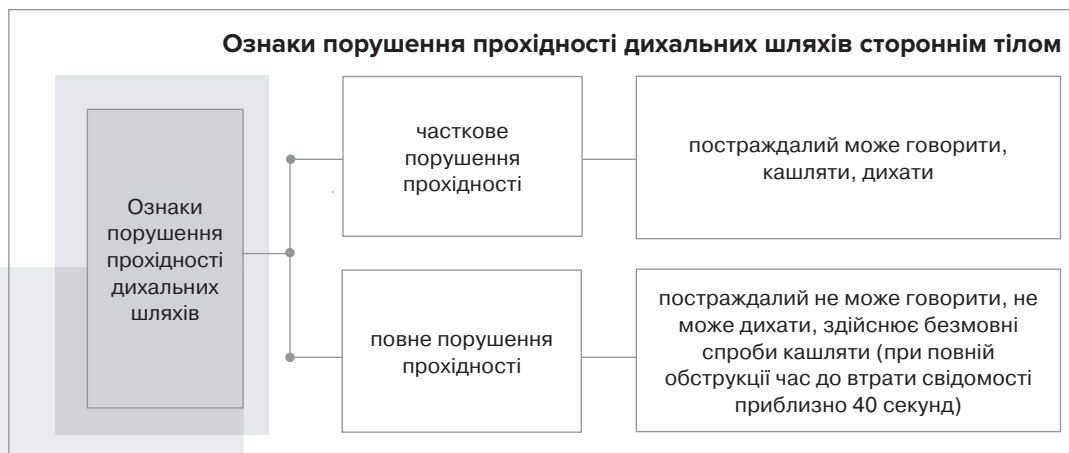 Ознаки порушення прохідності дихальних шляхів стороннім тілом
Ознаки
порушення
прохідності
дихальних
шляхів
часткове
порушення
прохідності
постраждалий може говорити,
кашляти, дихати
повне порушення
прохідності
постраждалий не може говорити, не
може дихати, здійснює безмовні
спроби кашляти (при повній
обструкції час до втрати свідомості
приблизно 40 секунд)